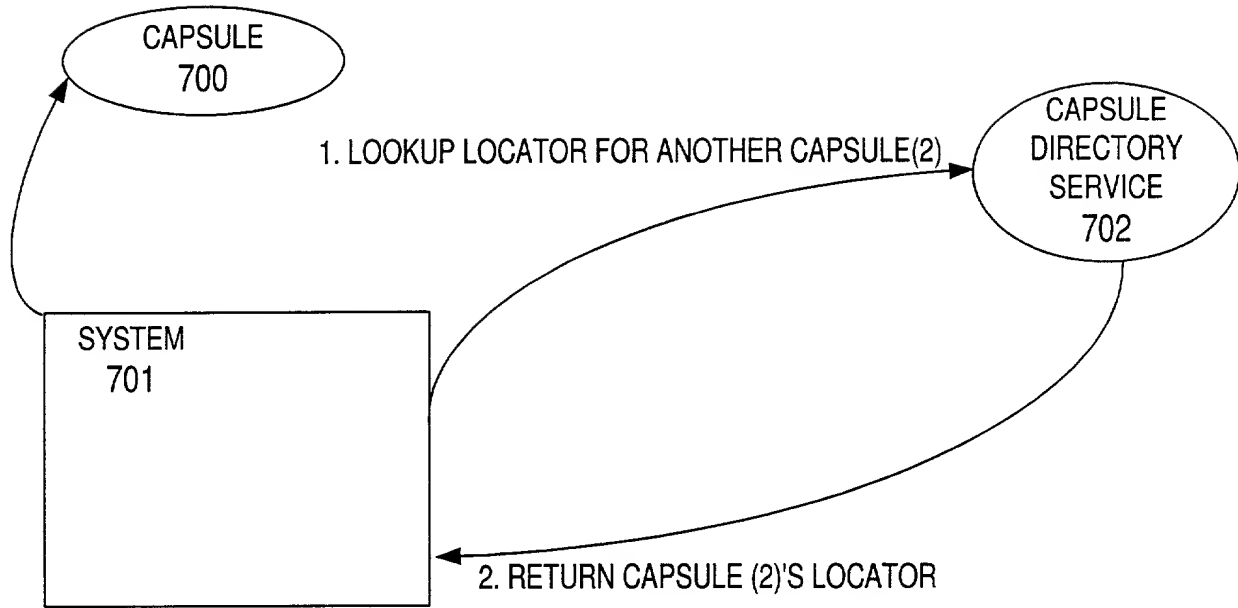 CAPSULE
700
1. LOOKUP LOCATOR FOR ANOTHER CAPSULE(2)
CAPSULE
DIRECTORY
SERVICE
702
SYSTEM
701
2. RETURN CAPSULE (2)'S LOCATOR